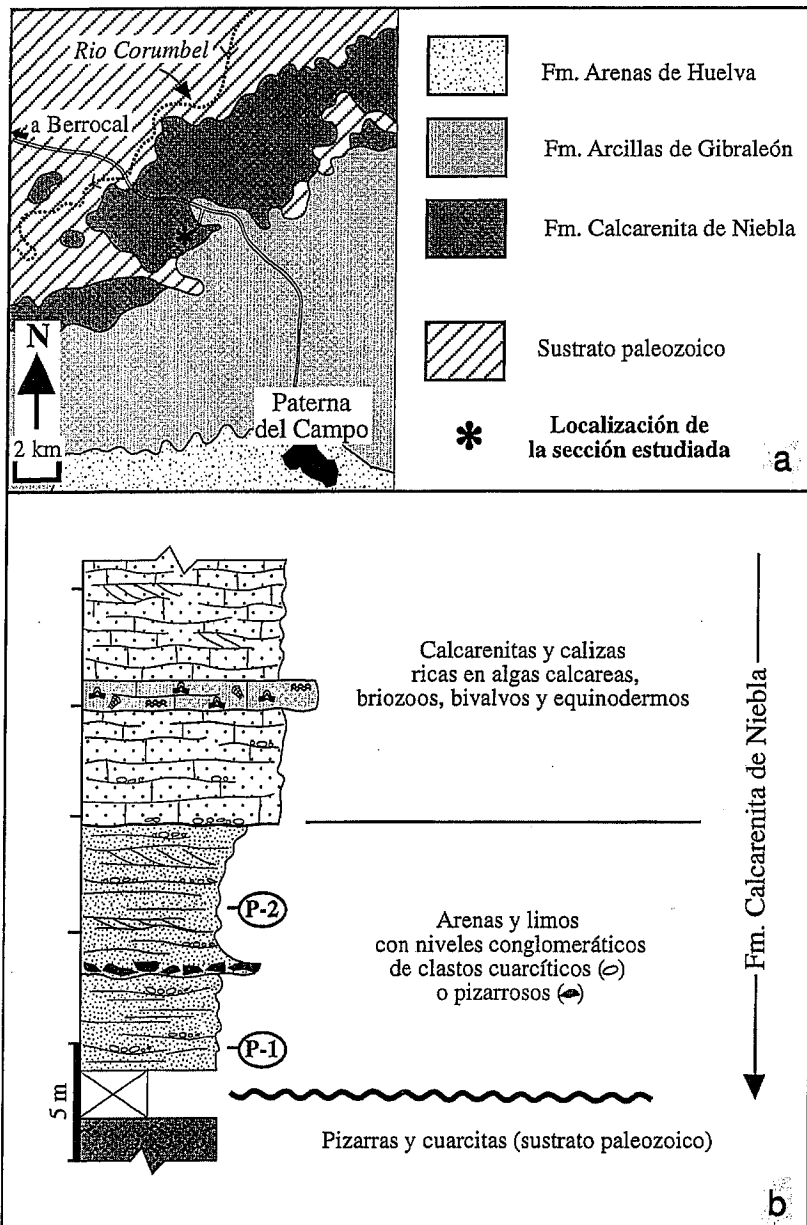 Rio Corumbel
a Berrocal
N
2 km
Paterna
del Campo
Fm. Arenas de Huelva
Fm. Arcillas de Gibraleón
Fm. Calcarenita de Niebla
Sustrato paleozoico
Localización de
la sección estudiada
a
Calcarenitas y calizas
ricas en algas calcareas,
briozoos, bivalvos y equinodermos
P-2
Arenas y limos
con niveles conglomeráticos
de clastos cuarcíticos ()
o pizarrosos ()
P-1
5 m
Pizarras y cuarcitas (sustrato paleozoico)
Fm. Calcarenita de Niebla
b